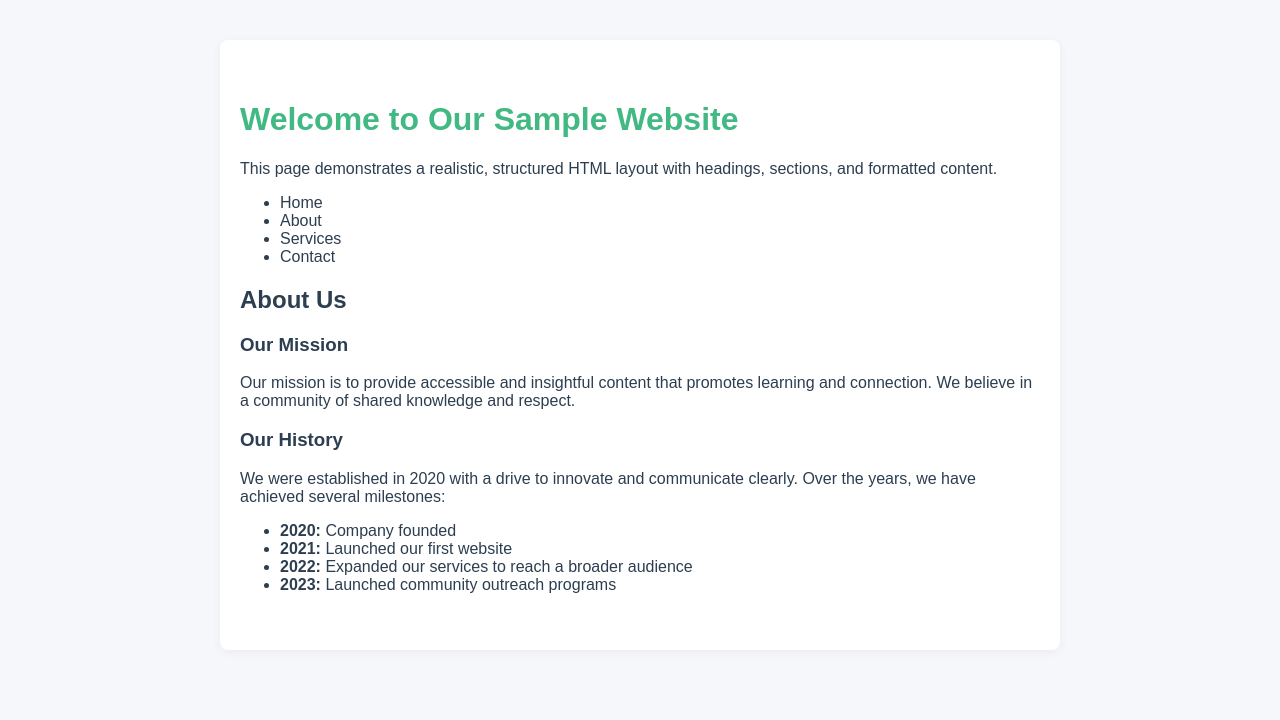 Welcome to Our Sample Website
This page demonstrates a realistic, structured HTML layout with headings, sections, and formatted content.
Home
About
Services
Contact
About Us
Our Mission
Our mission is to provide accessible and insightful content that promotes learning and connection. We believe in
a community of shared knowledge and respect.
Our History
We were established in 2020 with a drive to innovate and communicate clearly. Over the years, we have
achieved several milestones:
2020: Company founded
2021: Launched our first website
2022: Expanded our services to reach a broader audience
2023: Launched community outreach programs